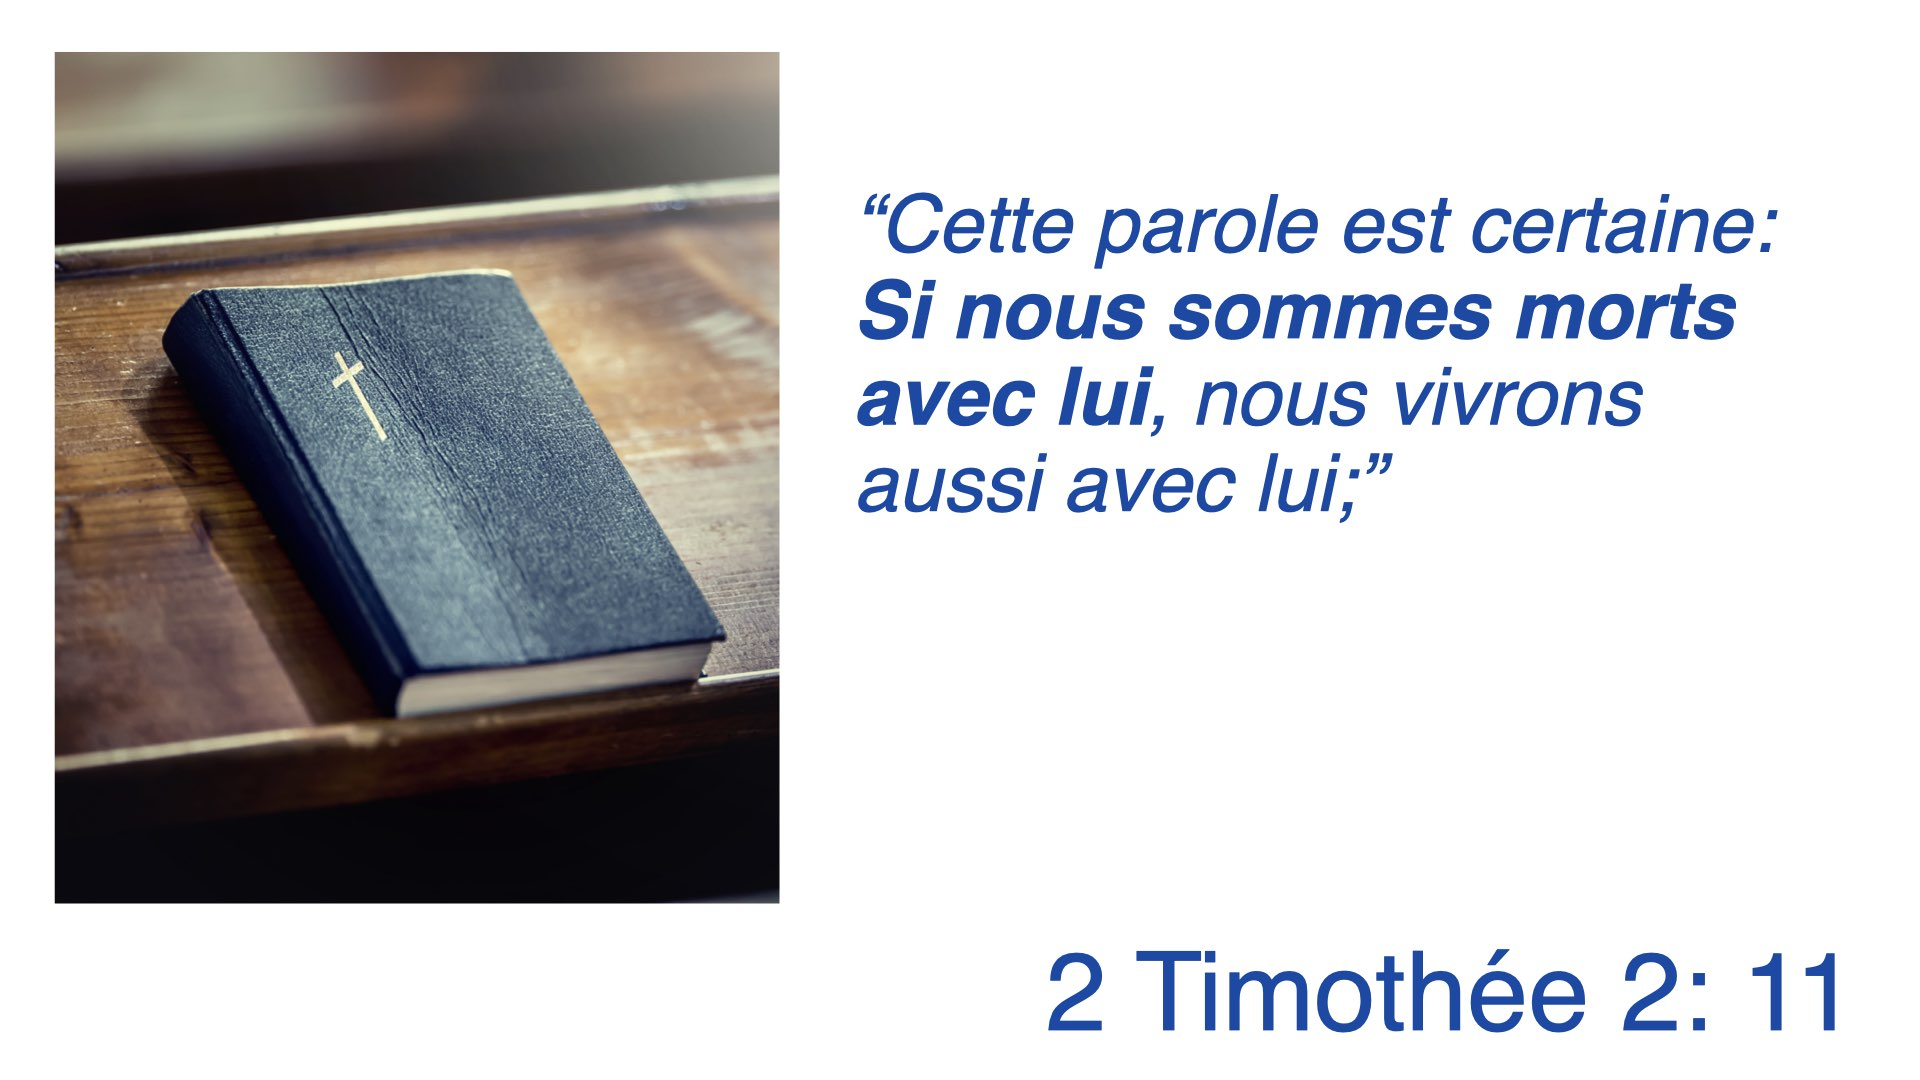 “Cette parole est certaine:
Si nous sommes morts
avec lui, nous vivrons
aussi avec lui;”
2 Timothée 2: 11